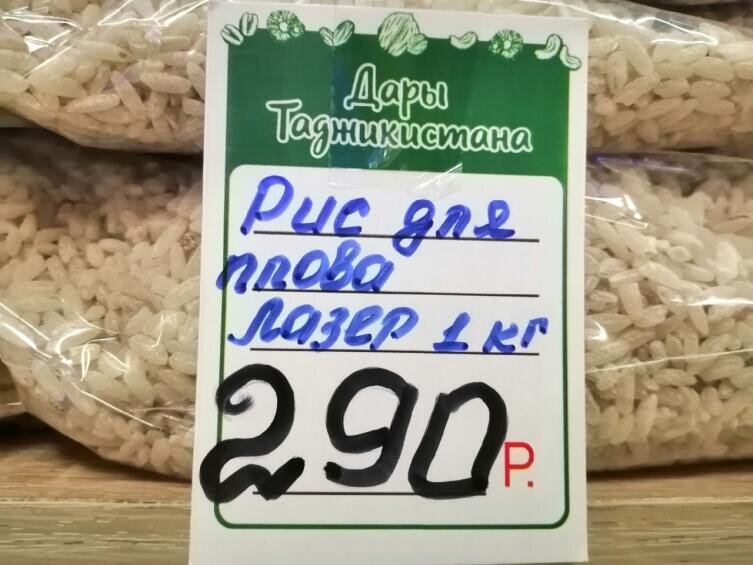 Дары
Таджикистана
Рис для
плова
Лазер 1 кг
290 Р.